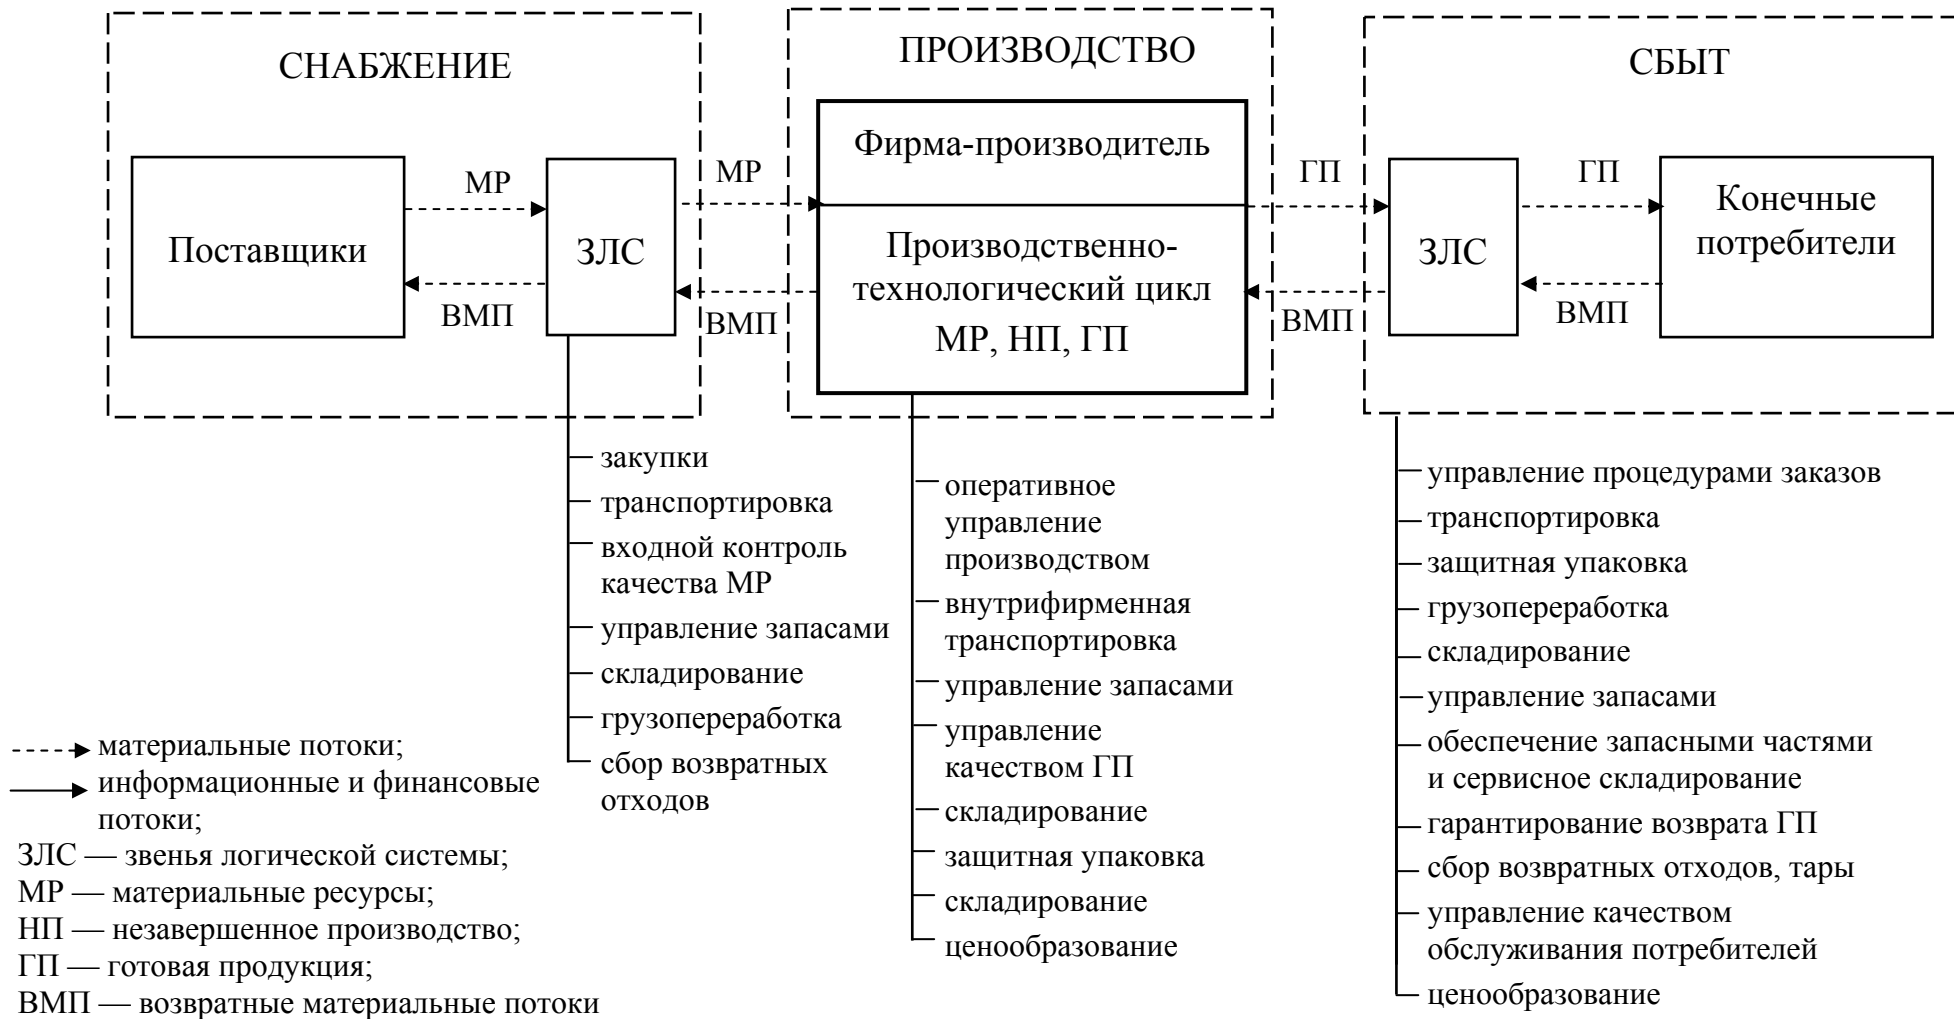 СНАБЖЕНИЕ
Поставщики
МР
ВМП
ЗЛС
МР
ВМП
ПРОИЗВОДСТВО
Фирма-производитель
Производственно-
технологический цикл
МР, НП, ГП
ГП
ВМП
СБЫТ
ЗЛС
ГП
ВМП
Конечные
потребители
закупки
транспортировка
входной контроль
качества МР
управление запасами
складирование
грузопереработка
сбор возвратных
отходов
оперативное
управление
производством
внутрифирменная
транспортировка
управление запасами
управление
качеством ГП
складирование
защитная упаковка
складирование
ценообразование
управление процедурами заказов
транспортировка
защитная упаковка
грузопереработка
складирование
управление запасами
обеспечение запасными частями
и сервисное складирование
гарантирование возврата ГП
сбор возвратных отходов, тары
управление качеством
обслуживания потребителей
ценообразование
материальные потоки;
информационные и финансовые
потоки;
ЗЛС — звенья логической системы;
МР — материальные ресурсы;
НП — незавершенное производство;
ГП — готовая продукция;
ВМП — возвратные материальные потоки